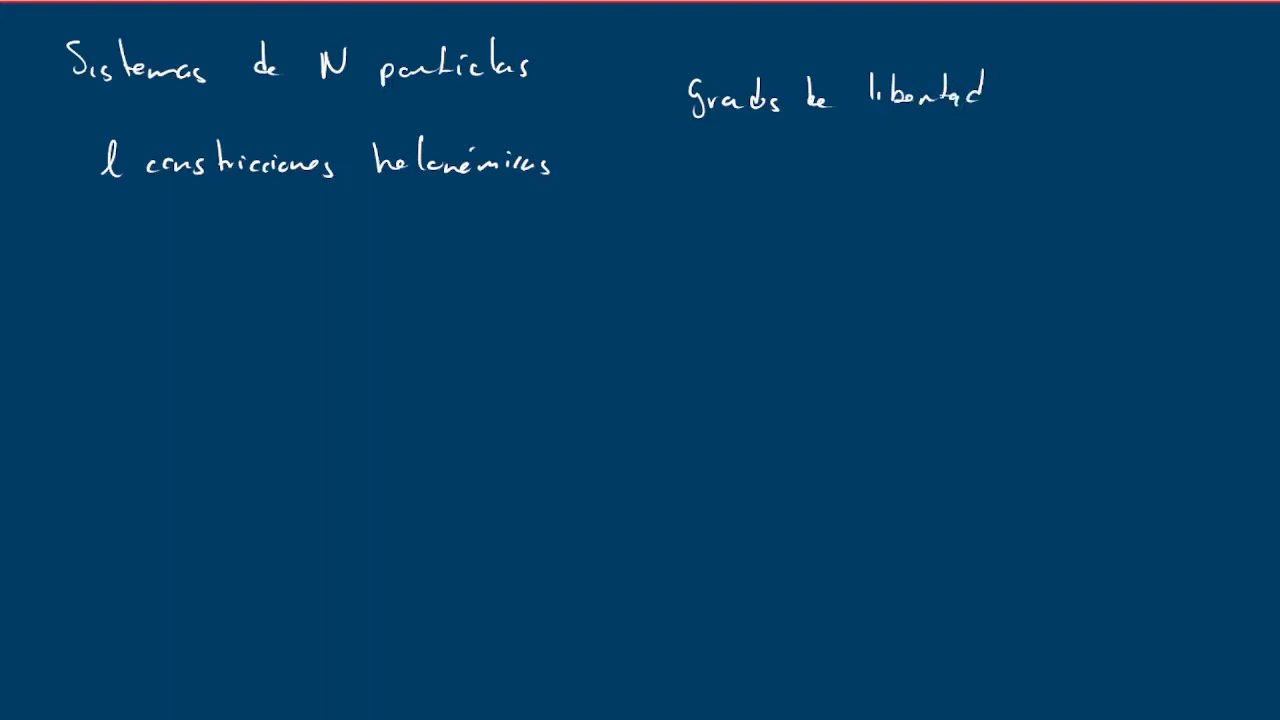 Sistemas de N partículas
Grados de libertad
l constricciones holonómicas